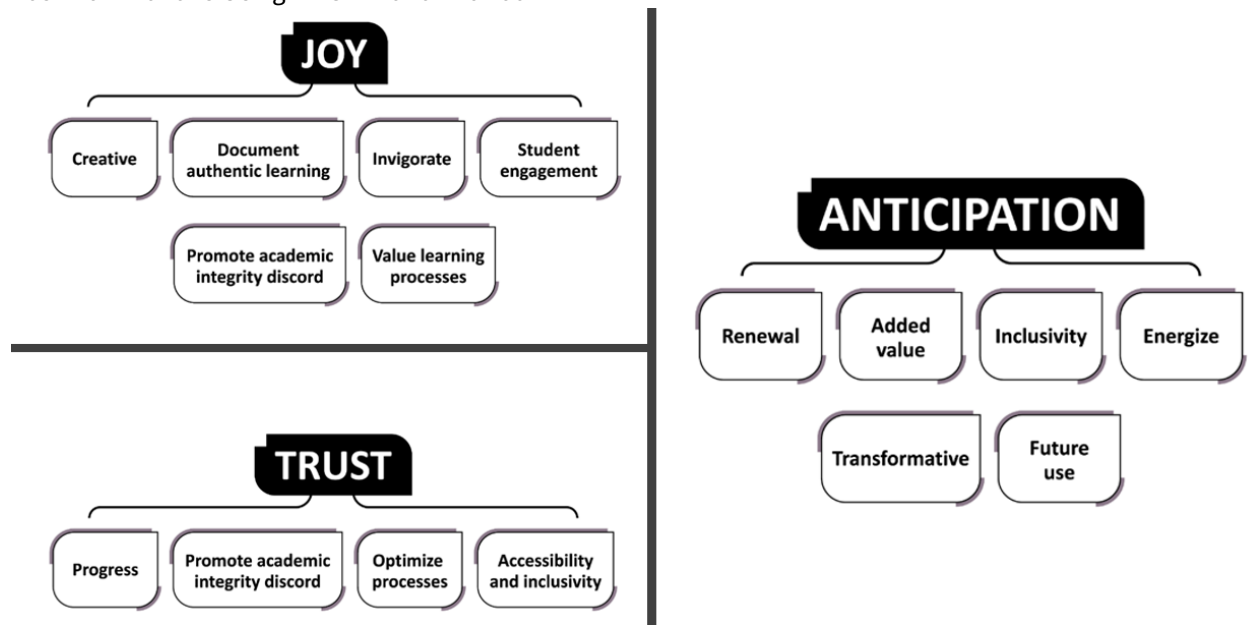 JOY
Creative
Document
authentic learning
Invigorate
Student
engagement
Promote academic
integrity discord
Value learning
processes
TRUST
Progress
Promote academic
integrity discord
Optimize
processes
Accessibility
and inclusivity
ANTICIPATION
Renewal
Added
value
Inclusivity
Energize
Transformative
Future
use